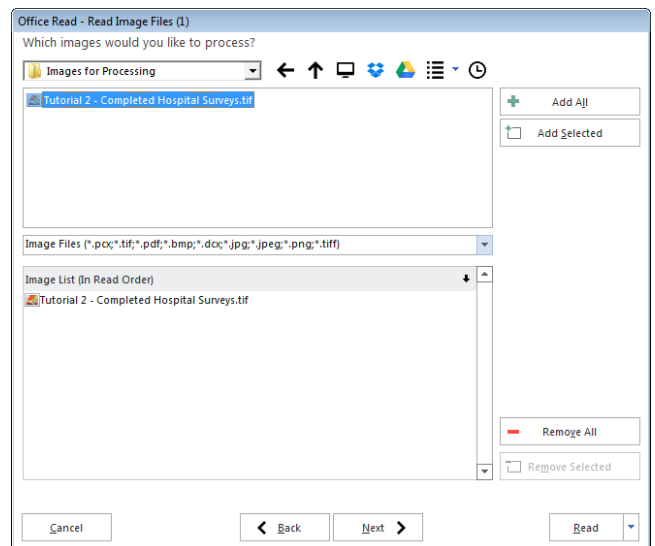 Office Read - Read Image Files (1)
Which images would you like to process?
Images for Processing
Tutorial 2 - Completed Hospital Surveys.tif
Add All
Add Selected
Image Files (*.pcx;*.tif;*.pdf;*.bmp;*.dcx;*.jpg;*.jpeg;*.png;*.tiff)
Image List (In Read Order)
Tutorial 2 - Completed Hospital Surveys.tif
Remove All
Remove Selected
Cancel
Back
Next
Read